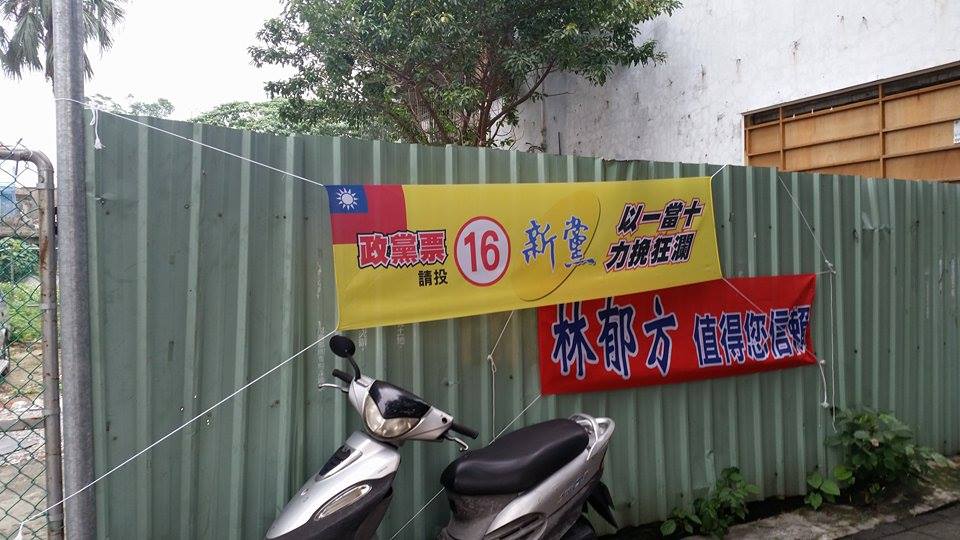 政黨票
請投
16
新黨
以一當十
力挽狂瀾
林郁方 值得您信賴